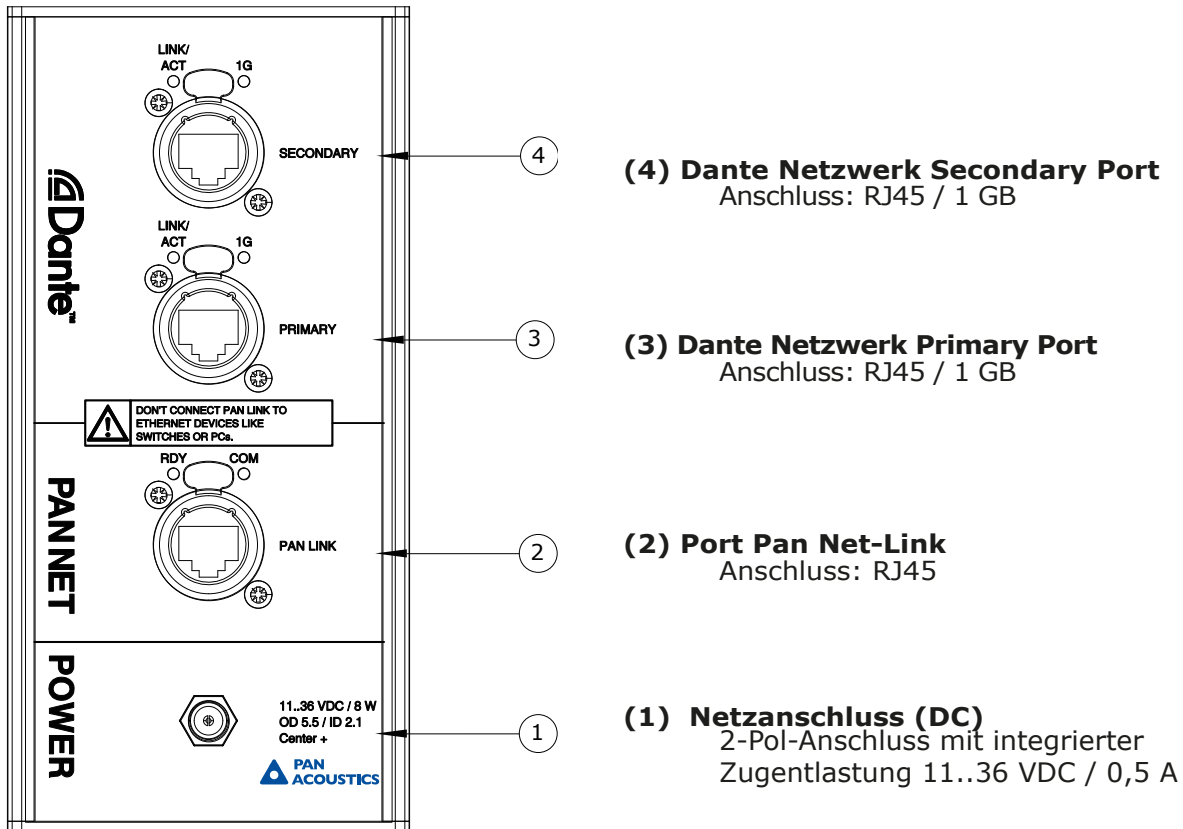 LINK/
ACT
1G
SECONDARY
4
(4) Dante Netzwerk Secondary Port
Anschluss: RJ45 / 1 GB
Dante™
LINK/
ACT
1G
PRIMARY
3
(3) Dante Netzwerk Primary Port
Anschluss: RJ45 / 1 GB
DON'T CONNECT PAN LINK TO
ETHERNET DEVICES LIKE
SWITCHES OR PCs.
PAN NET
RDY
COM
PAN LINK
2
(2) Port Pan Net-Link
Anschluss: RJ45
POWER
11..36 VDC / 8 W
OD 5.5 / ID 2.1
Center +
PAN
ACOUSTICS
1
(1) Netzanschluss (DC)
2-Pol-Anschluss mit integrierter
Zugentlastung 11..36 VDC / 0,5 A